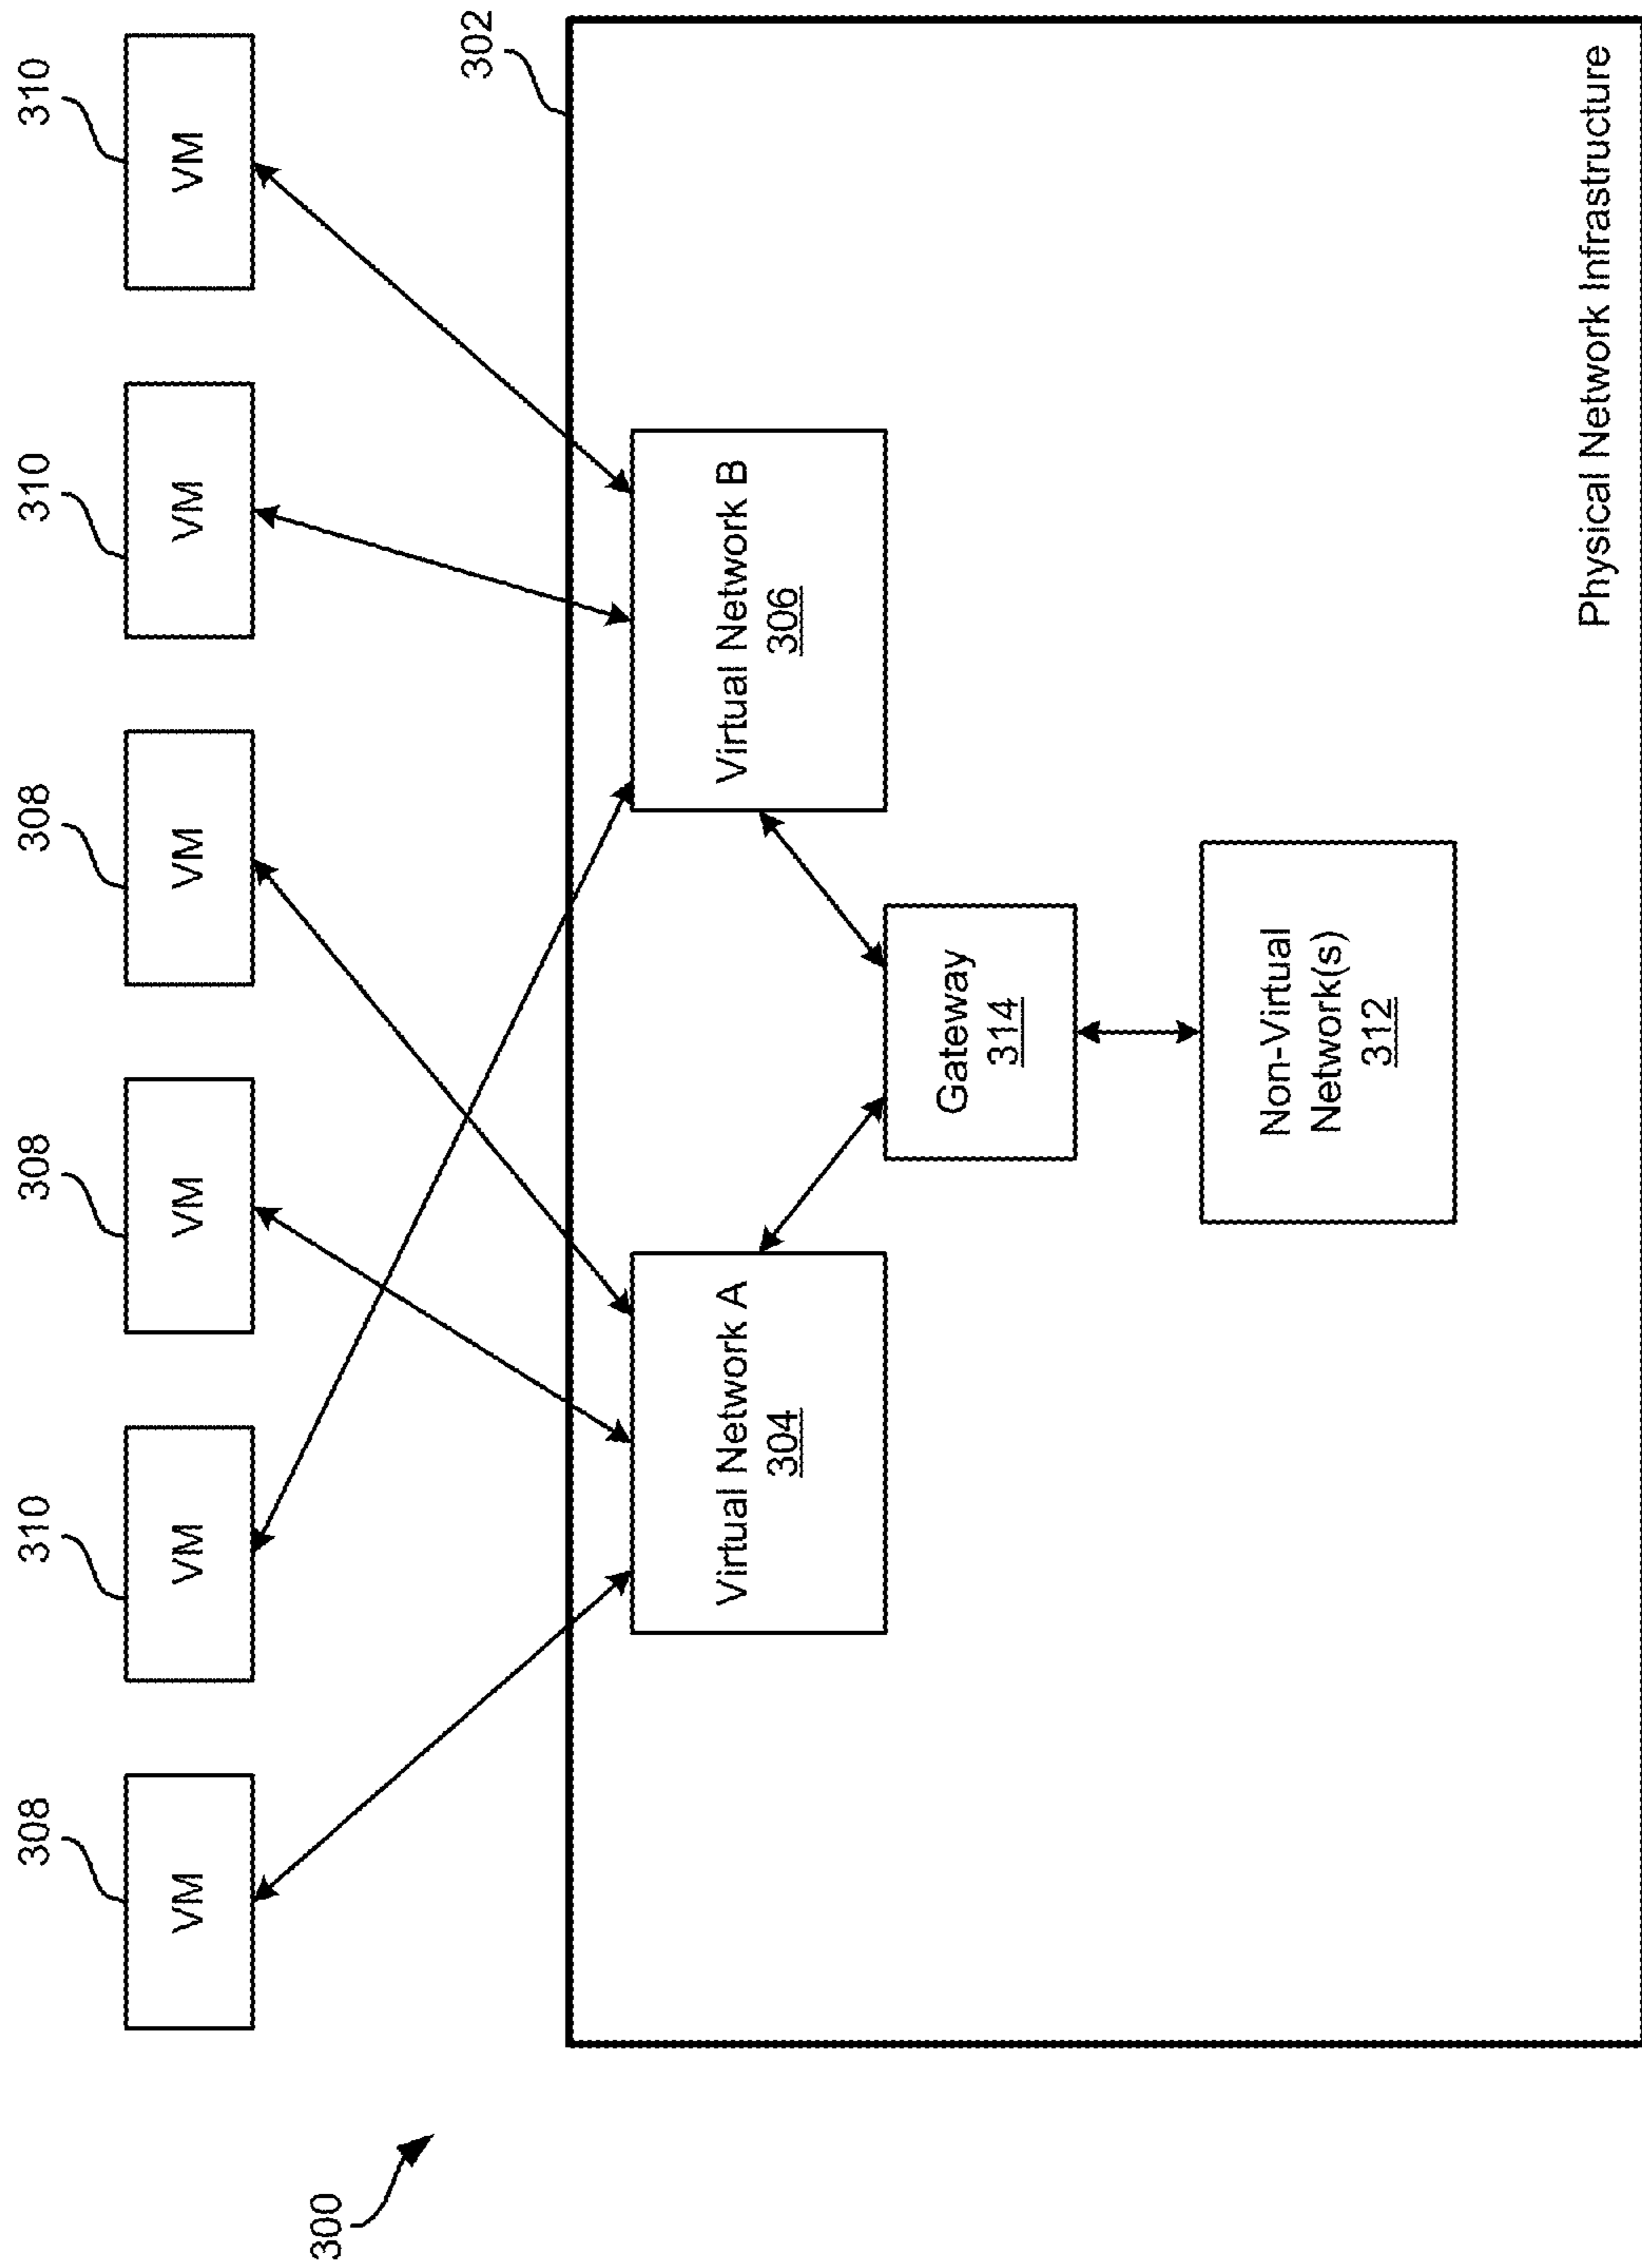 308
310
308
308
310
310
VM
VM
VM
VM
VM
VM
300
302
Virtual Network A
304
Virtual Network B
306
Gateway
314
Non-Virtual
Network(s)
312
Physical Network Infrastructure